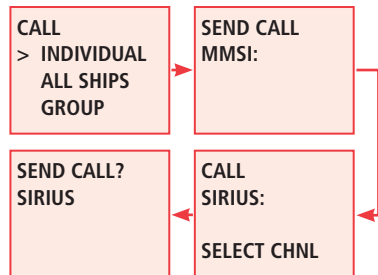 CALL
> INDIVIDUAL
ALL SHIPS
GROUP
SEND CALL
MMSI:
CALL
SIRIUS:
SELECT CHNL
SEND CALL?
SIRIUS